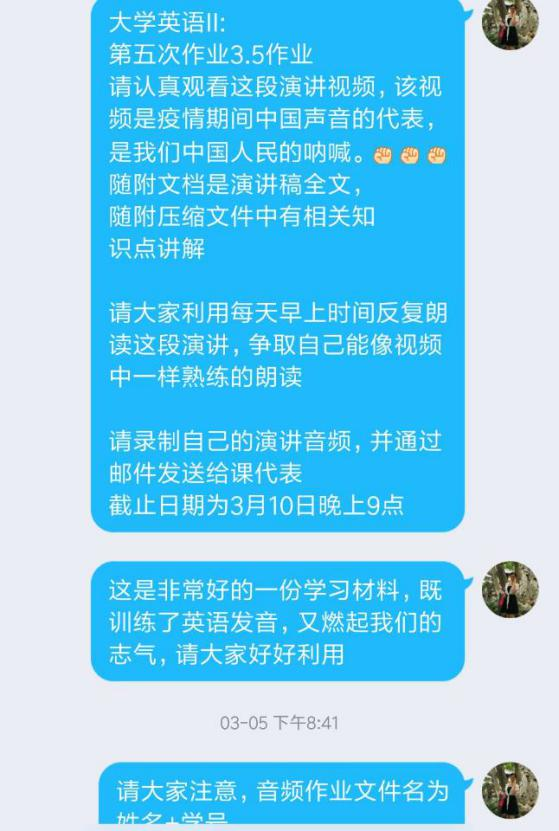 大学英语II:
第五次作业3.5作业
请认真观看这段演讲视频，该视
频是疫情期间中国声音的代表，
是我们中国人民的呐喊。✊✊✊
随附文档是演讲稿全文，
随附压缩文件中有相关知
识点讲解
请大家利用每天早上时间反复朗
读这段演讲，争取自己能像视频
中一样熟练的朗读
请录制自己的演讲音频，并通过
邮件发送给课代表
截止日期为3月10日晚上9点
这是非常好的一份学习材料，既
训练了英语发音，又燃起我们的
志气，请大家好好利用
03-05 下午8:41
请大家注意，音频作业文件名为
姓名+学号